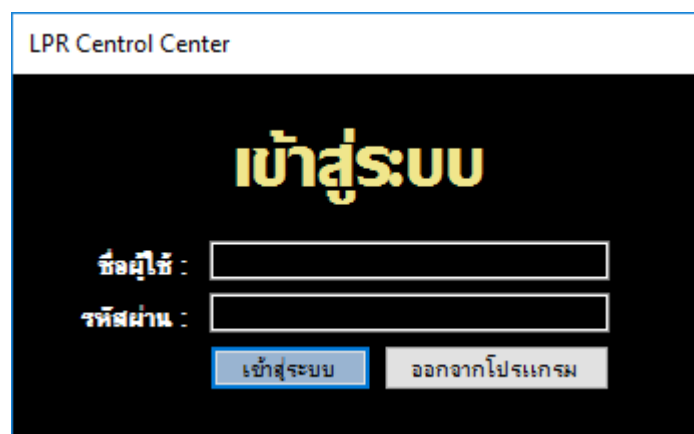 LPR Centrol Center
เข้าสู่ระบบ
ชื่อผู้ใช้ :
รหัสผ่าน :
เข้าสู่ระบบ ออกจากโปรแกรม